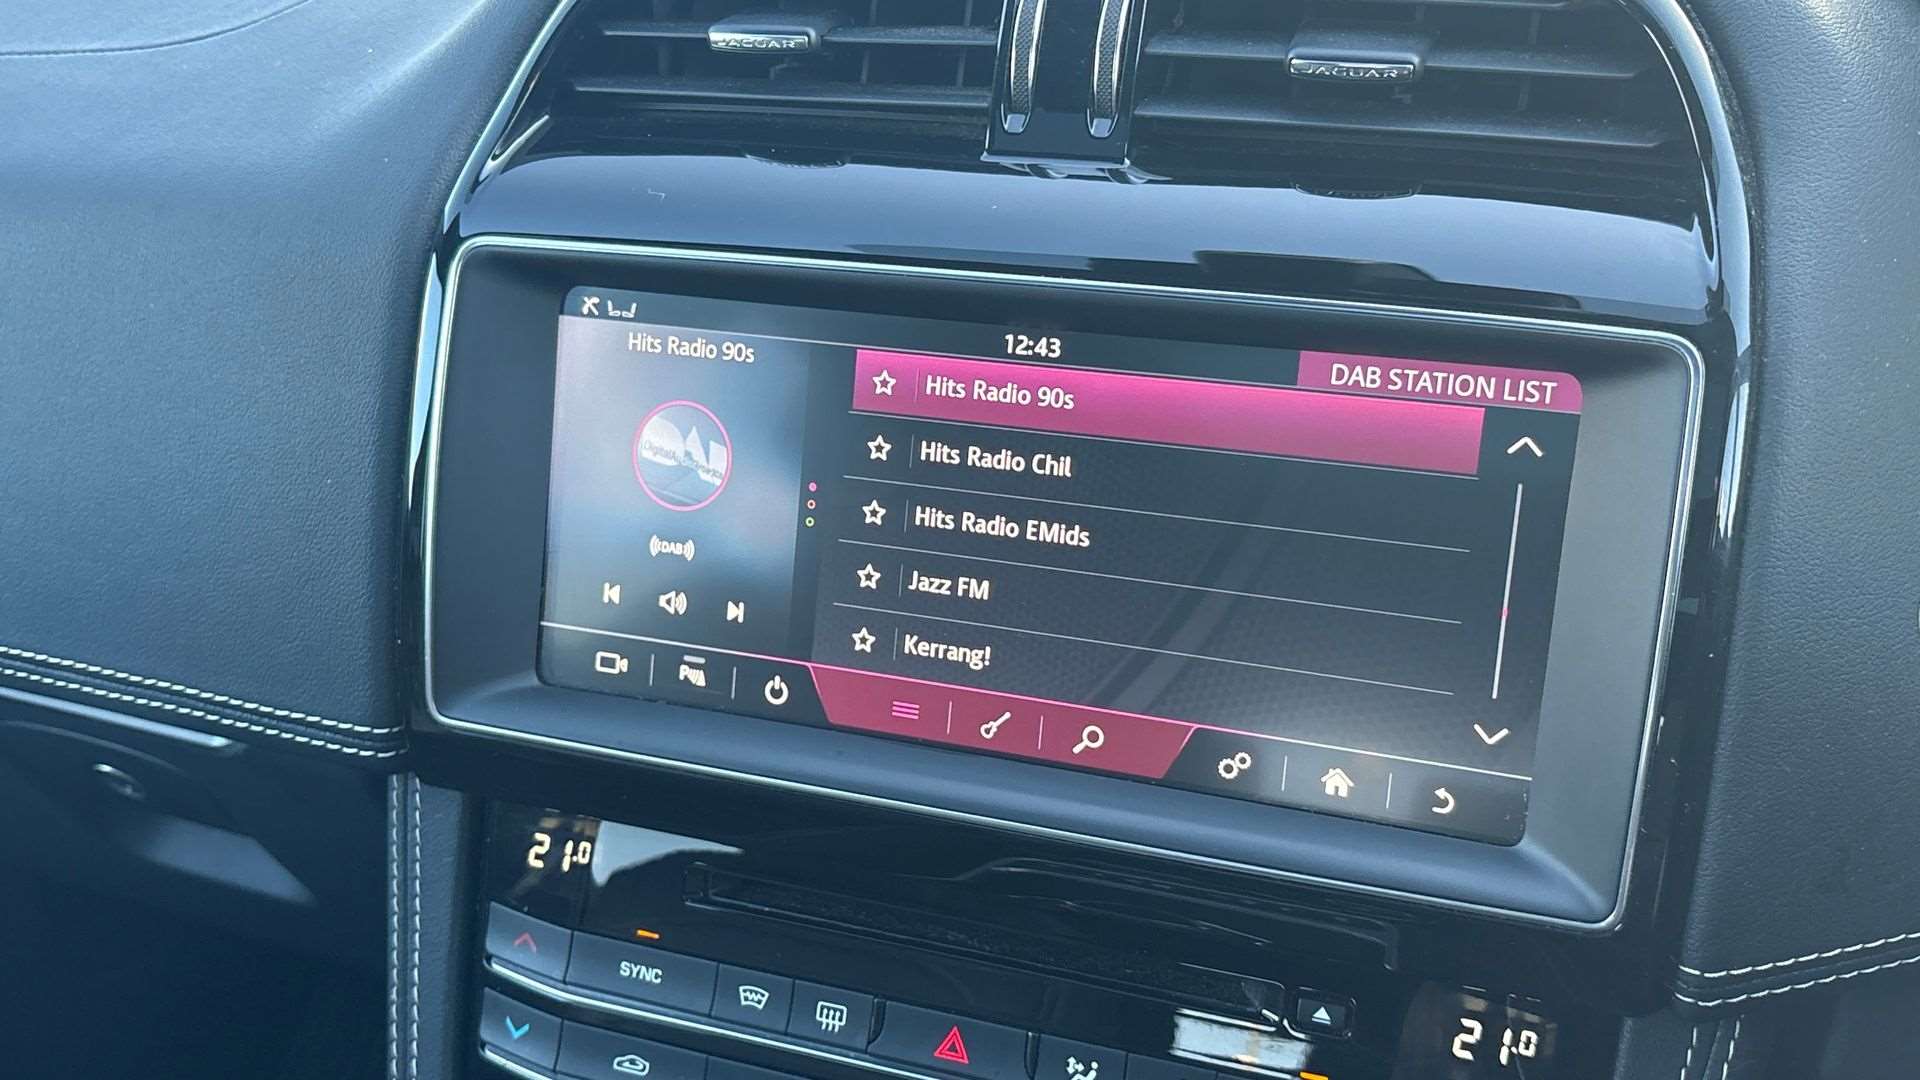 JAGUAR
JAGUAR
Hits Radio 90s
12:43
DAB STATION LIST
Hits Radio 90s
Hits Radio Chil
Hits Radio EMids
Jazz FM
Kerrang!
DAB
21.0
SYNC
21.0